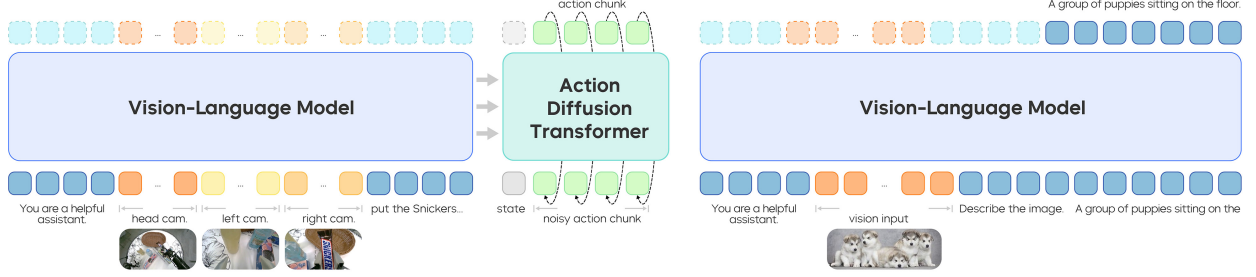 action chunk
A group of puppies sitting on the floor.
Vision-Language Model
Action
Diffusion
Transformer
Vision-Language Model
You are a helpful
assistant.
head cam.
left cam.
right cam.
put the Snickers...
state
noisy action chunk
You are a helpful
assistant.
vision input
Describe the image.
A group of puppies sitting on the
SNICKERS